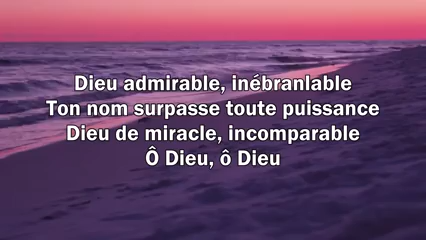 Dieu admirable, inébranlable
Ton nom surpasse toute puissance
Dieu de miracle, incomparable
Ô Dieu, ô Dieu